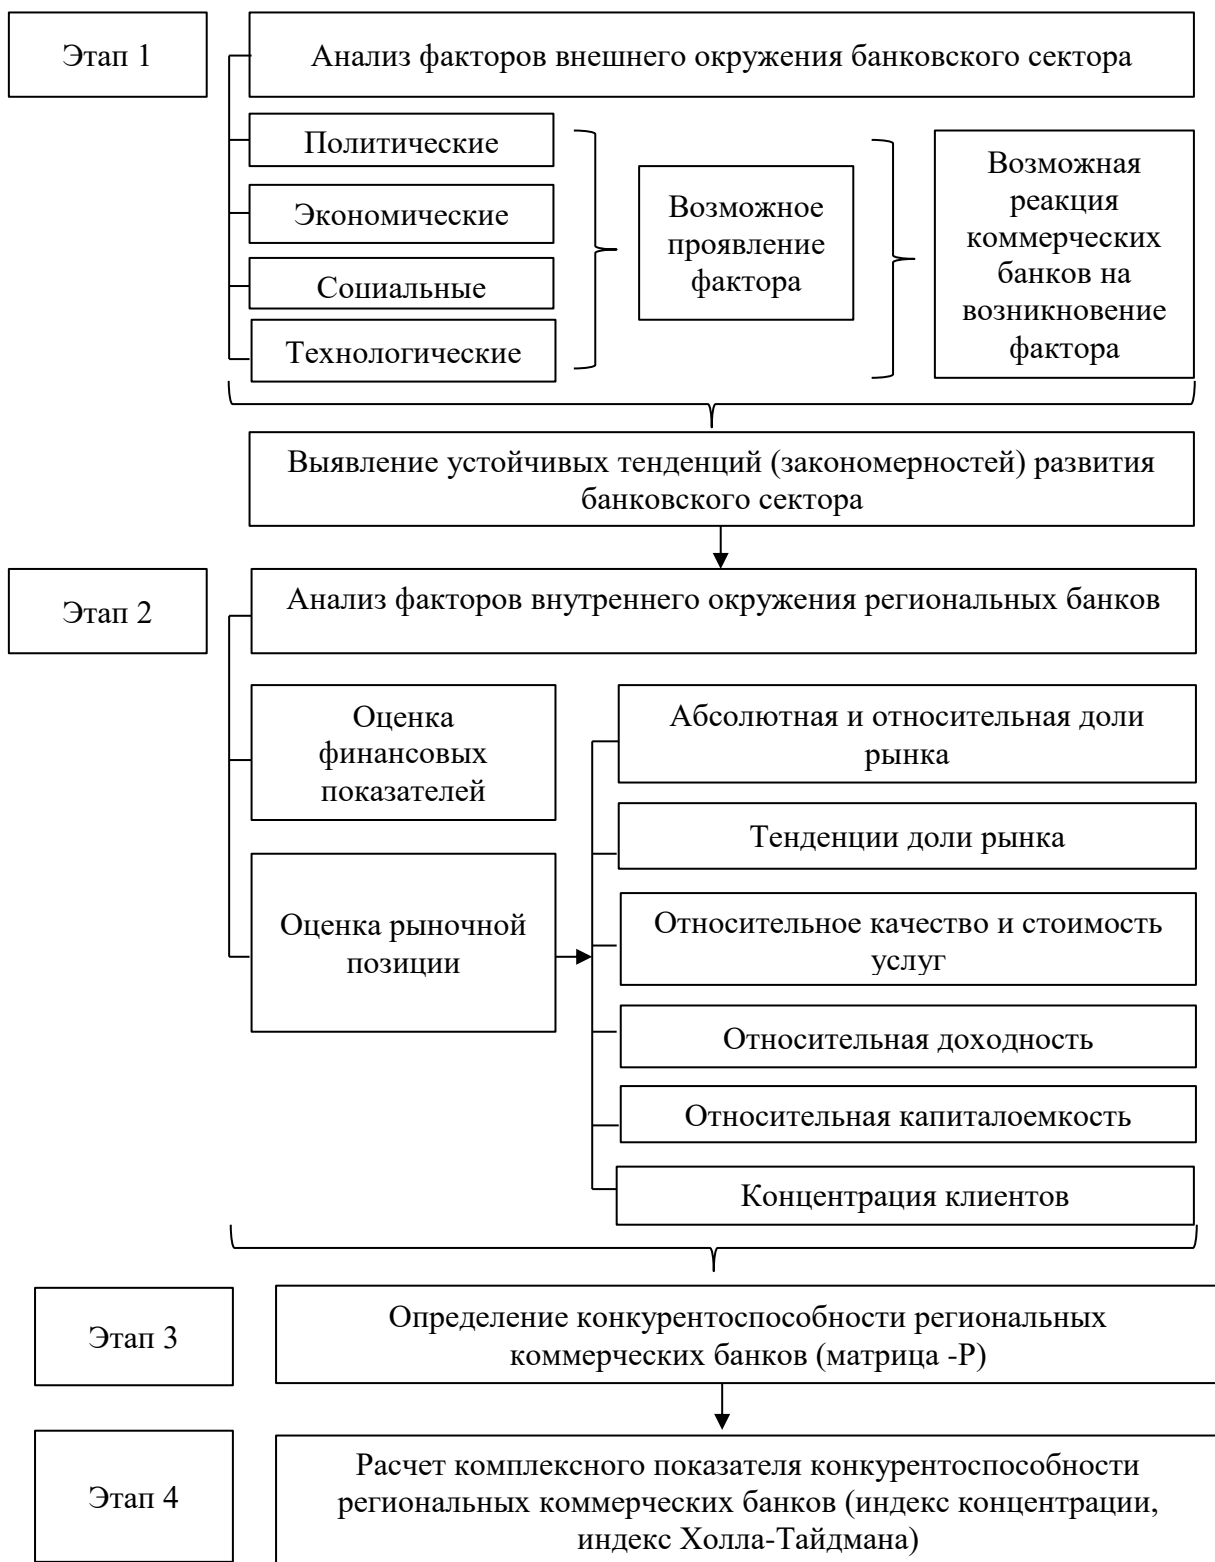 Этап 1
Анализ факторов внешнего окружения банковского сектора
Политические
Экономические
Социальные
Технологические
Возможное
проявление
фактора
Возможная
реакция
коммерческих
банков на
возникновение
фактора
Выявление устойчивых тенденций (закономерностей) развития
банковского сектора
Этап 2
Анализ факторов внутреннего окружения региональных банков
Оценка
финансовых
показателей
Оценка рыночной
позиции
Абсолютная и относительная доли
рынка
Тенденции доли рынка
Относительное качество и стоимость
услуг
Относительная доходность
Относительная капиталоемкость
Концентрация клиентов
Этап 3
Определение конкурентоспособности региональных
коммерческих банков (матрица -Р)
Этап 4
Расчет комплексного показателя конкурентоспособности
региональных коммерческих банков (индекс концентрации,
индекс Холла-Тайдмана)